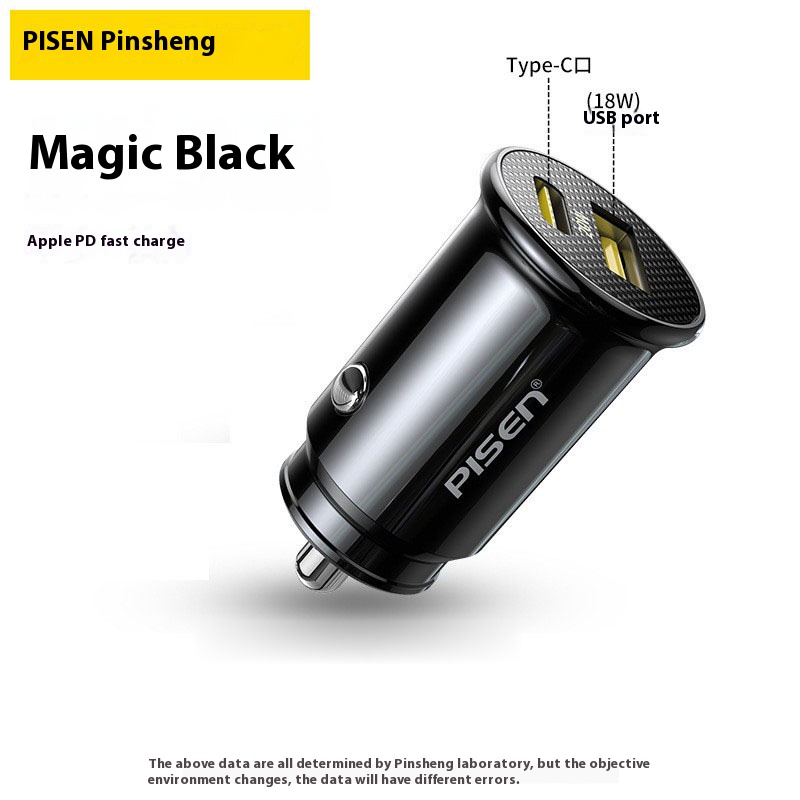 PISEN Pinsheng
Magic Black
Apple PD fast charge
Type-C口
(18W)
USB port
PISEN®
The above data are all determined by Pinsheng laboratory, but the objective
environment changes, the data will have different errors.